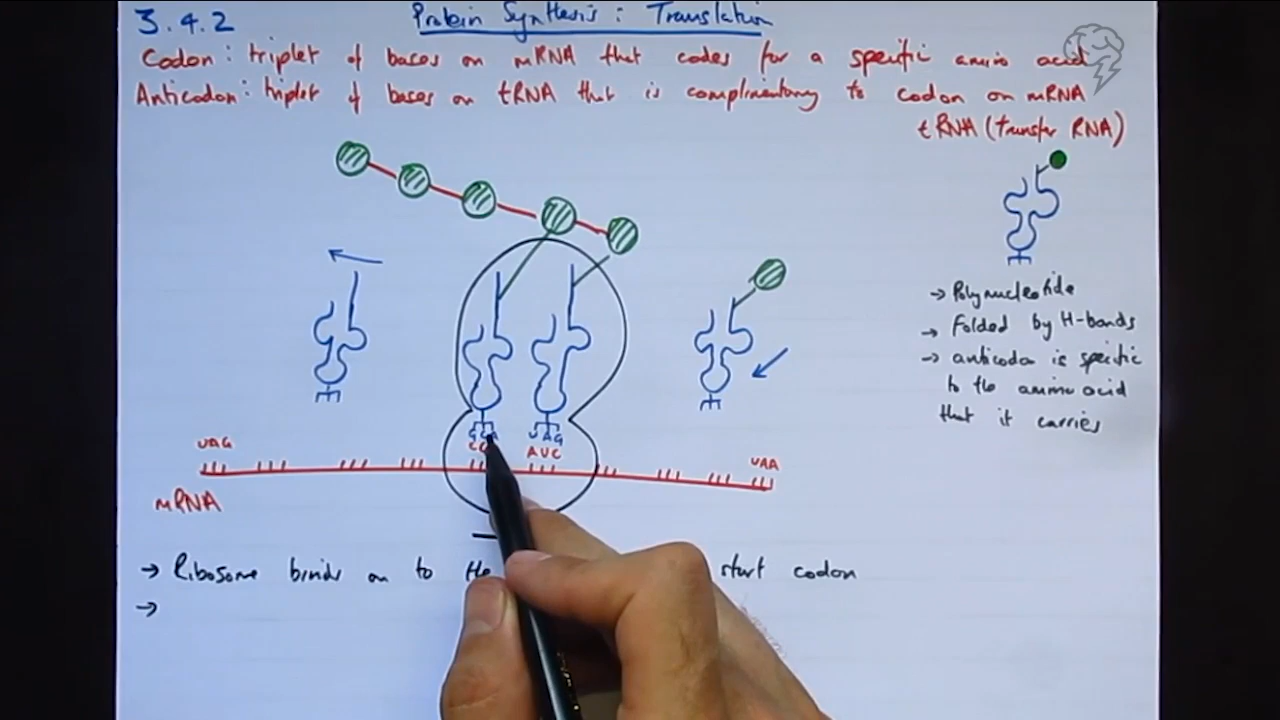 3.4.2 Protein Synthesis: Translation
Codon: triplet of bases on mRNA that codes for a specific amino acid
Anticodon: triplet of bases on tRNA that is complimentary to codon on mRNA
tRNA (transfer RNA)
→ Polynucleotide
→ Folded by H-bonds
→ anticodon is specific
to the amino acid
that it carries
UAG
AUC
UAG
UAA
mRNA
→ Ribosome binds on to the start codon
→